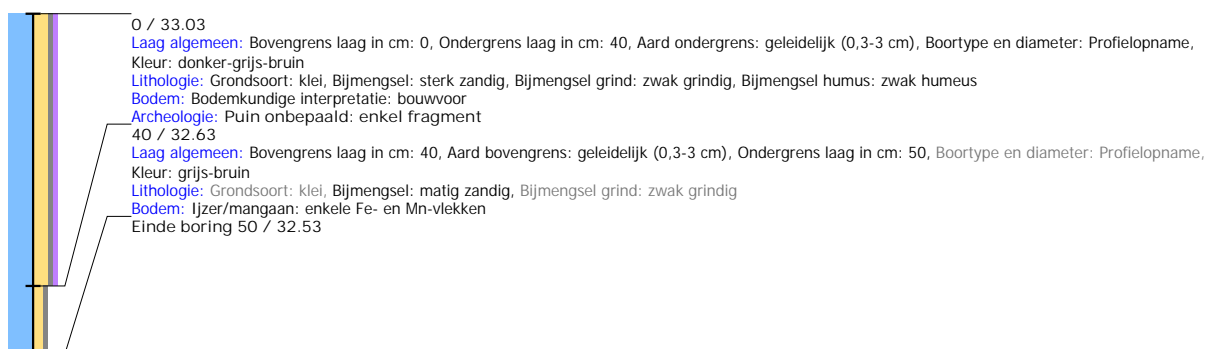 0 / 33.03
Laag algemeen: Bovengrens laag in cm: 0, Ondergrens laag in cm: 40, Aard ondergrens: geleidelijk (0,3-3 cm), Boortype en diameter: Profielopname,
Kleur: donker-grijs-bruin
Lithologie: Grondsoort: klei, Bijmengsel: sterk zandig, Bijmengsel grind: zwak grindig, Bijmengsel humus: zwak humeus
Bodem: Bodemkundige interpretatie: bouwvoor
Archeologie: Puin onbepaald: enkel fragment
40 / 32.63
Laag algemeen: Bovengrens laag in cm: 40, Aard bovengrens: geleidelijk (0,3-3 cm), Ondergrens laag in cm: 50, Boortype en diameter: Profielopname,
Kleur: grijs-bruin
Lithologie: Grondsoort: klei, Bijmengsel: matig zandig, Bijmengsel grind: zwak grindig
Bodem: Ijzer/mangaan: enkele Fe- en Mn-vlekken
Einde boring 50 / 32.53